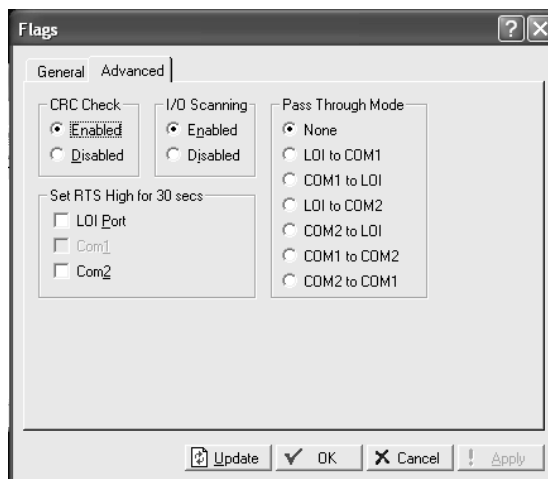 Flags
General Advanced
CRC Check
Enabled
Disabled
I/O Scanning
Enabled
Disabled
Pass Through Mode
None
LOI to COM1
COM1 to LOI
LOI to COM2
COM2 to LOI
COM1 to COM2
COM2 to COM1
Set RTS High for 30 secs
LOI Port
Com1
Com2
Update OK Cancel Apply